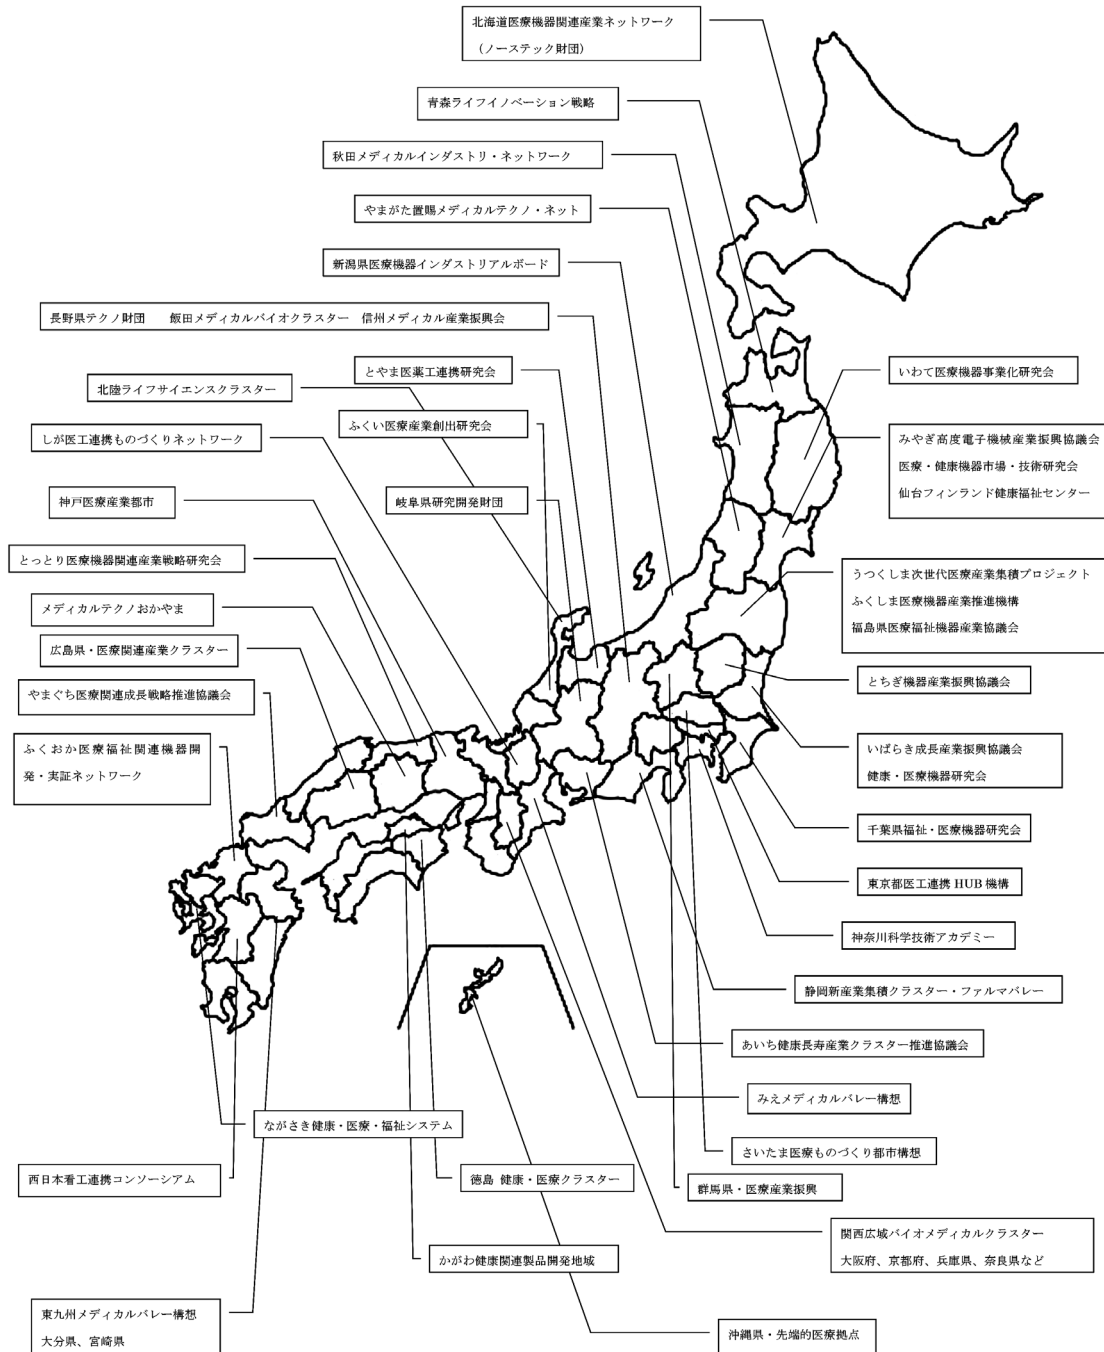 北海道医療機器関連産業ネットワーク
（ノーステック財団）
青森ライフイノベーション戦略
秋田メディカルインダストリ・ネットワーク
やまがた置賜メディカルテクノ・ネット
新潟県医療機器インダストリアルボード
長野県テクノ財団　飯田メディカルバイオクラスター　信州メディカル産業振興会
とやま医薬工連携研究会
北陸ライフサイエンスクラスター
ふくい医療産業創出研究会
しが医工連携ものづくりネットワーク
岐阜県研究開発財団
神戸医療産業都市
とっとり医療機器関連産業戦略研究会
メディカルテクノおかやま
広島県・医療関連産業クラスター
やまぐち医療関連成長戦略推進協議会
ふくおか医療福祉関連機器開
発・実証ネットワーク
いわて医療機器事業化研究会
みやぎ高度電子機械産業振興協議会
医療・健康機器市場・技術研究会
仙台フィンランド健康福祉センター
うつくしま次世代医療産業集積プロジェクト
ふくしま医療機器産業推進機構
福島県医療福祉機器産業協議会
とちぎ機器産業振興協議会
いばらき成長産業振興協議会
健康・医療機器研究会
千葉県福祉・医療機器研究会
東京都医工連携 HUB 機構
神奈川科学技術アカデミー
静岡新産業集積クラスター・ファルマバレー
あいち健康長寿産業クラスター推進協議会
みえメディカルバレー構想
さいたま医療ものづくり都市構想
群馬県・医療産業振興
関西広域バイオメディカルクラスター
大阪府、京都府、兵庫県、奈良県など
ながさき健康・医療・福祉システム
西日本看工連携コンソーシアム
徳島 健康・医療クラスター
かがわ健康関連製品開発地域
東九州メディカルバレー構想
大分県、宮崎県
沖縄県・先端的医療拠点